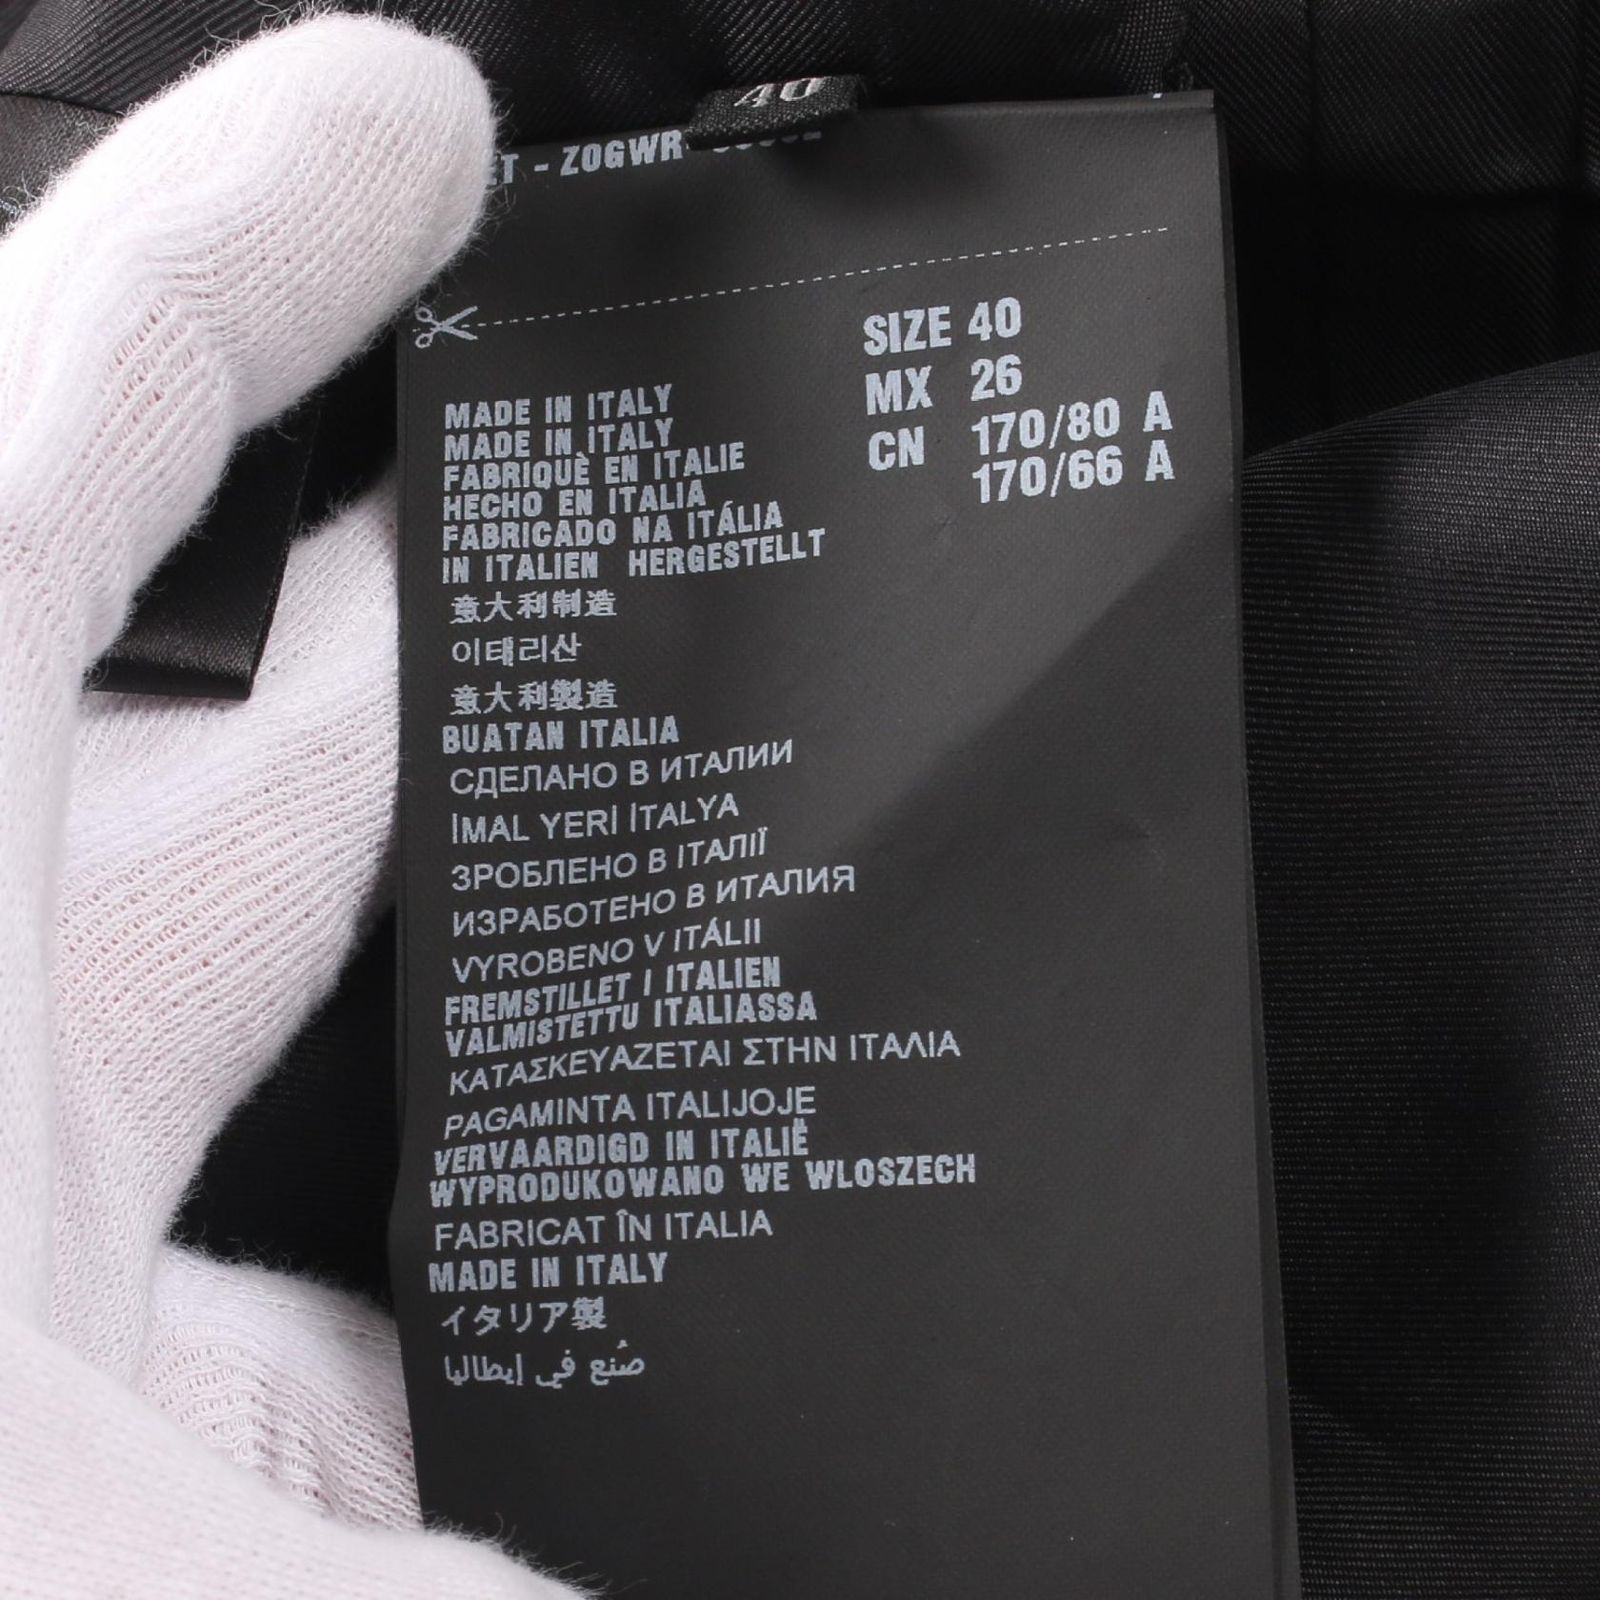 40
- Z0GWR
SIZE 40
MX 26
CN 170/80 A
170/66 A
MADE IN ITALY
MADE IN ITALY
FABRIQUÈ EN ITALIE
HECHO EN ITALIA
FABRICADO NA ITÁLIA
IN ITALIEN HERGESTELLT
意大利制造
이태리산
意大利製造
BUATAN ITALIA
СДЕЛАНО В ИТАЛИИ
İMAL YERİ İTALYA
ЗРОБЛЕНО В ІТАЛІЇ
ИЗРАБОТЕНО В ИТАЛИЯ
VYROBENO V ITÁLII
FREMSTILLET I ITALIEN
VALMISTETTU ITALIASSA
ΚΑΤΑΣΚΕΥΑΖΕΤΑΙ ΣΤΗΝ ΙΤΑΛΙΑ
PAGAMINTA ITALIJOJE
VERVAARDIGD IN ITALIË
WYPRODUKOWANO WE WLOSZECH
FABRICAT ÎN ITALIA
MADE IN ITALY
イタリア製
صُنع في إيطاليا